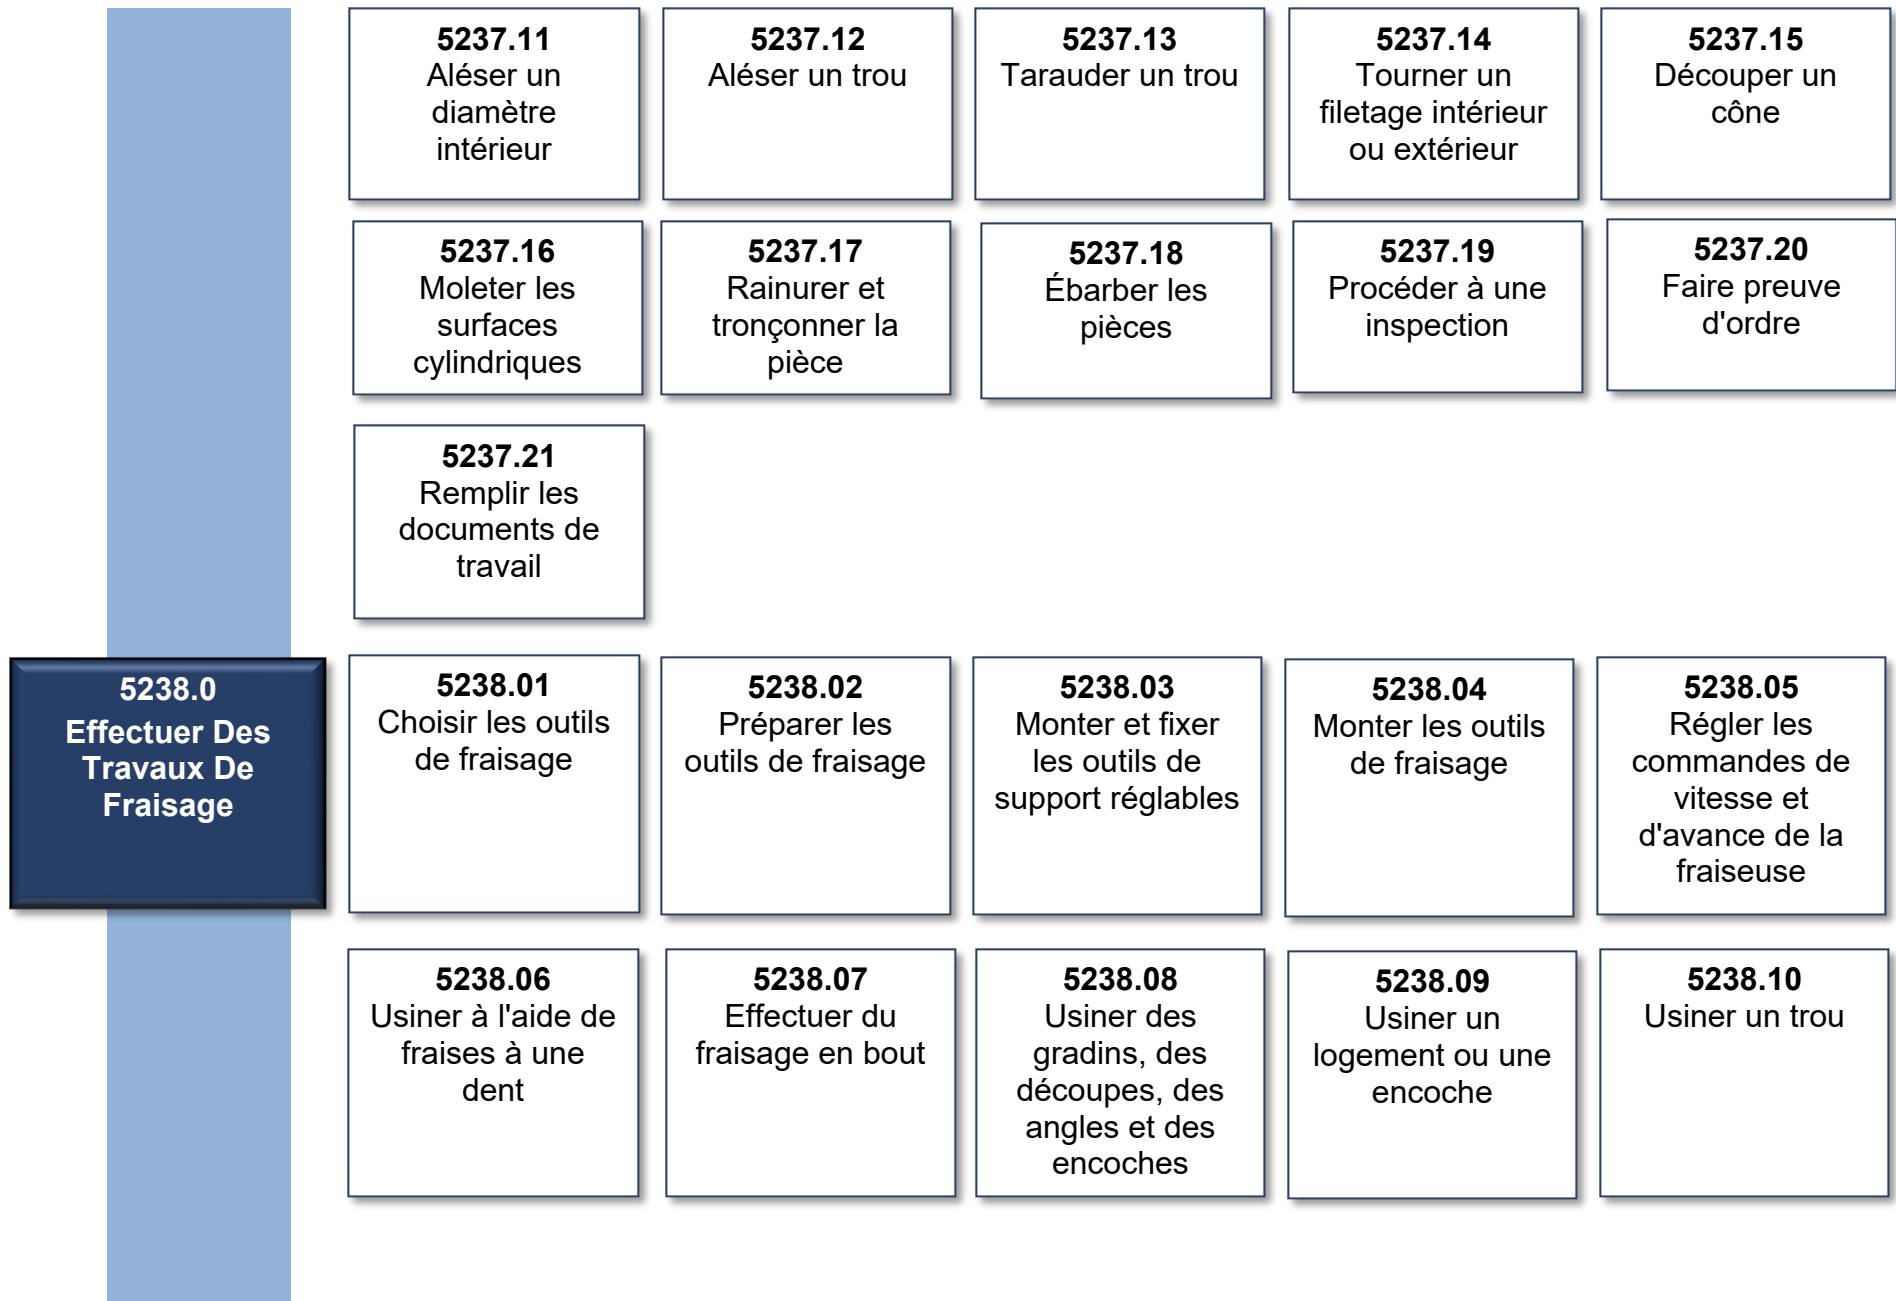 5237.11
Aléser un
diamètre
intérieur
5237.12
Aléser un trou
5237.13
Tarauder un trou
5237.14
Tourner un
filetage intérieur
ou extérieur
5237.15
Découper un
cône
5237.16
Moleter les
surfaces
cylindriques
5237.17
Rainurer et
tronçonner la
pièce
5237.18
Ébarber les
pièces
5237.19
Procéder à une
inspection
5237.20
Faire preuve
d'ordre
5237.21
Remplir les
documents de
travail
5238.0
Effectuer Des
Travaux De
Fraisage
5238.01
Choisir les outils
de fraisage
5238.02
Préparer les
outils de fraisage
5238.03
Monter et fixer
les outils de
support réglables
5238.04
Monter les outils
de fraisage
5238.05
Régler les
commandes de
vitesse et
d'avance de la
fraiseuse
5238.06
Usiner à l'aide de
fraises à une
dent
5238.07
Effectuer du
fraisage en bout
5238.08
Usiner des
gradins, des
découpes, des
angles et des
encoches
5238.09
Usiner un
logement ou une
encoche
5238.10
Usiner un trou